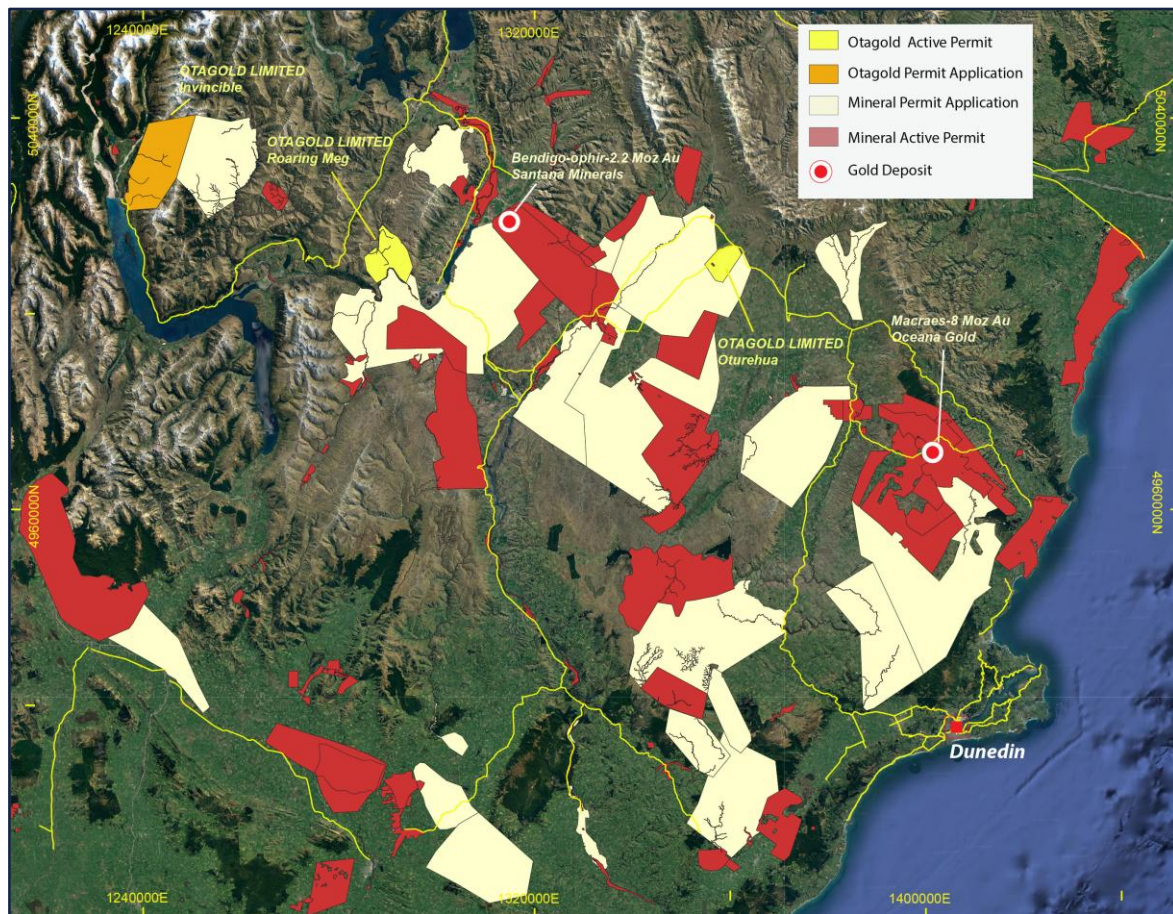 1240000E
1320000E
OTAGOLD LIMITED
Invincible
Otagold Active Permit
Otagold Permit Application
Mineral Permit Application
Mineral Active Permit
Gold Deposit
5040000N
5040000N
OTAGOLD LIMITED
Roaring Meg
Bendigo-ophir-2.2 Moz Au
Santana Minerals
Macraes-8 Moz Au
Oceana Gold
OTAGOLD LIMITED
Oturehua
4960000N
4960000N
Dunedin
1240000E
1320000E
1400000E